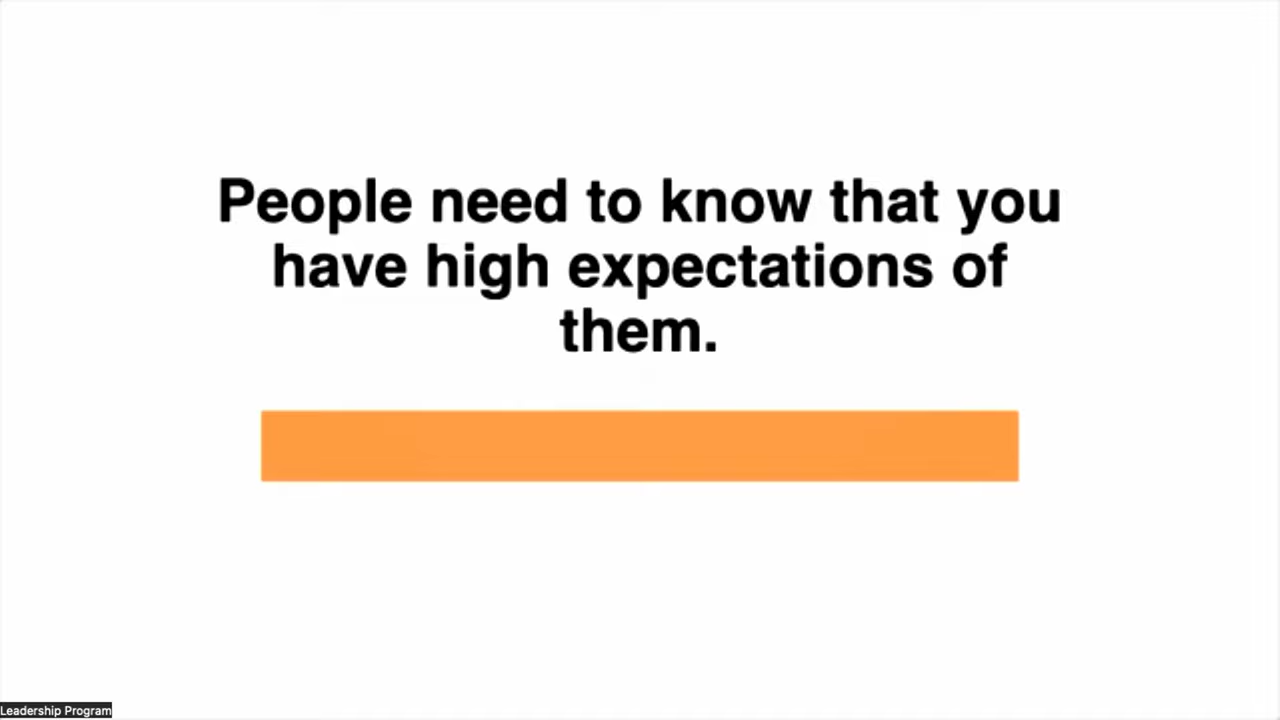 People need to know that you
have high expectations of
them.
Leadership Program